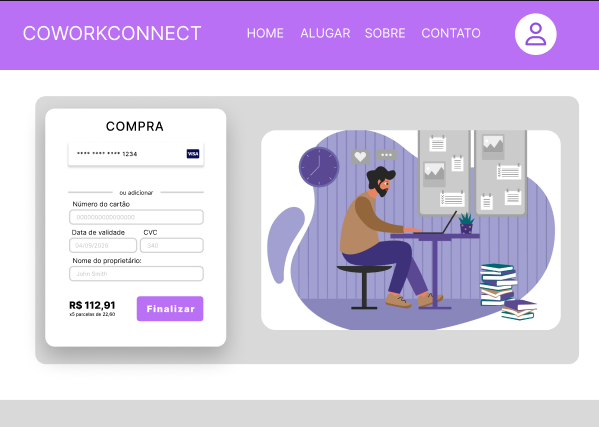 COWORKCONNECT
HOME ALUGAR SOBRE CONTATO
COMPRA
**** **** **** 1234 VISA
ou adicionar
Número do cartão
0000000000000000
Data de validade CVC
04/09/2026 340
Nome do proprietário:
John Smith
R$ 112,91
x5 parcelas de 22,60
Finalizar